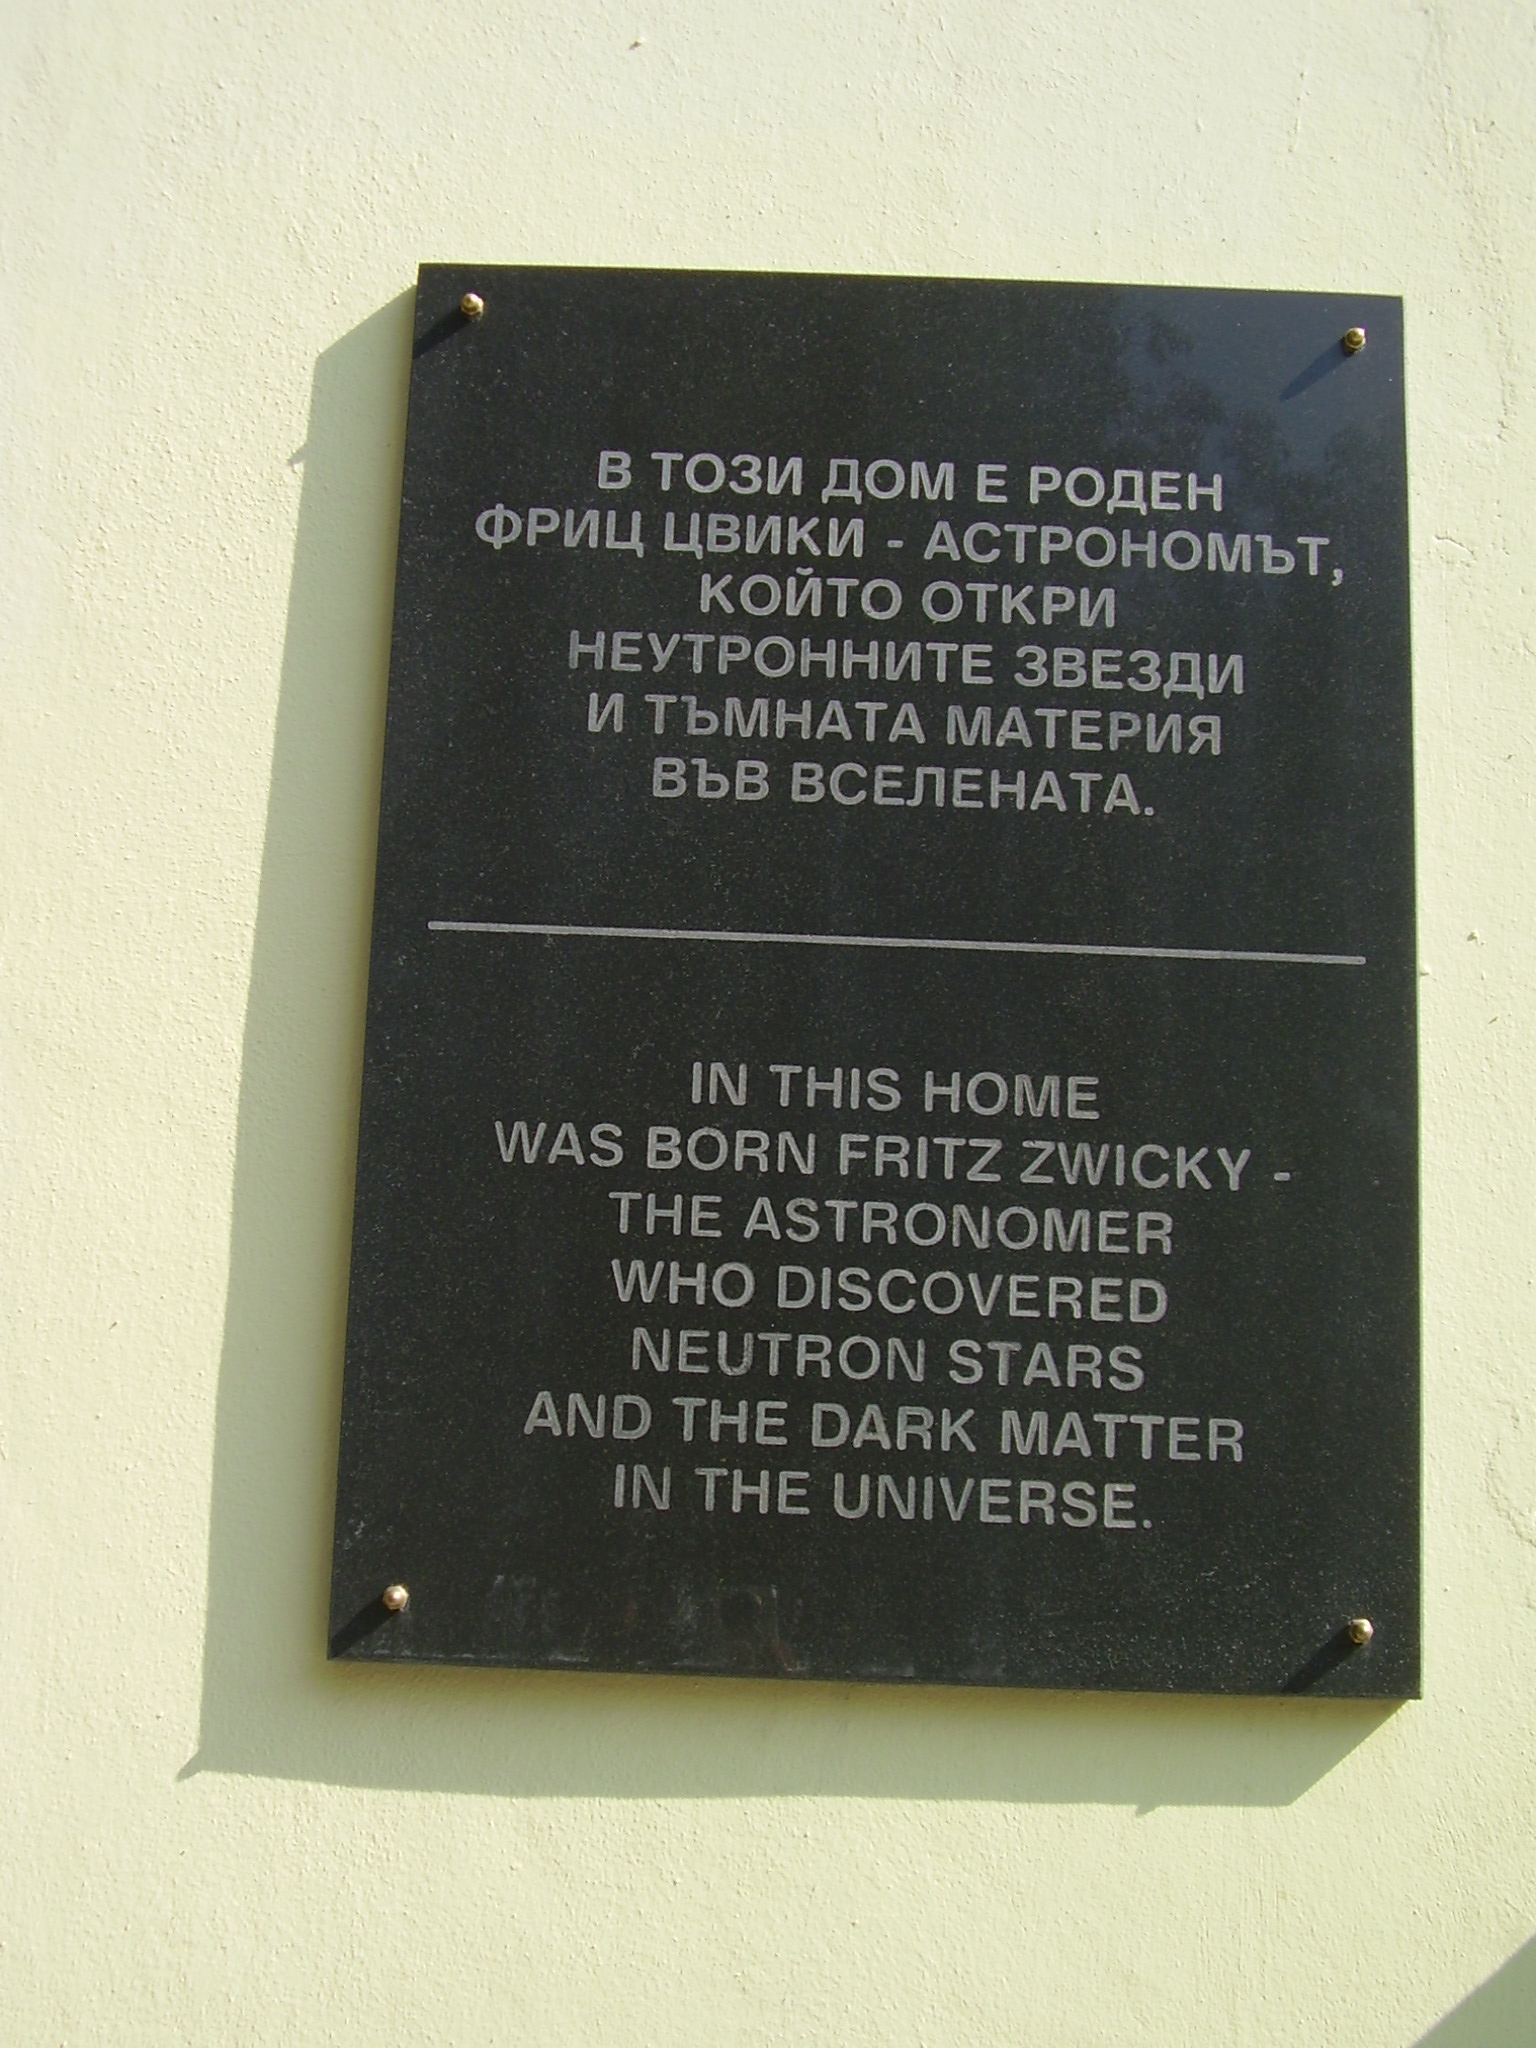 В ТОЗИ ДОМ Е РОДЕН
ФРИЦ ЦВИКИ - АСТРОНОМЪТ,
КОЙТО ОТКРИ
НЕУТРОННИТЕ ЗВЕЗДИ
И ТЪМНАТА МАТЕРИЯ
ВЪВ ВСЕЛЕНАТА.
IN THIS HOME
WAS BORN FRITZ ZWICKY -
THE ASTRONOMER
WHO DISCOVERED
NEUTRON STARS
AND THE DARK MATTER
IN THE UNIVERSE.